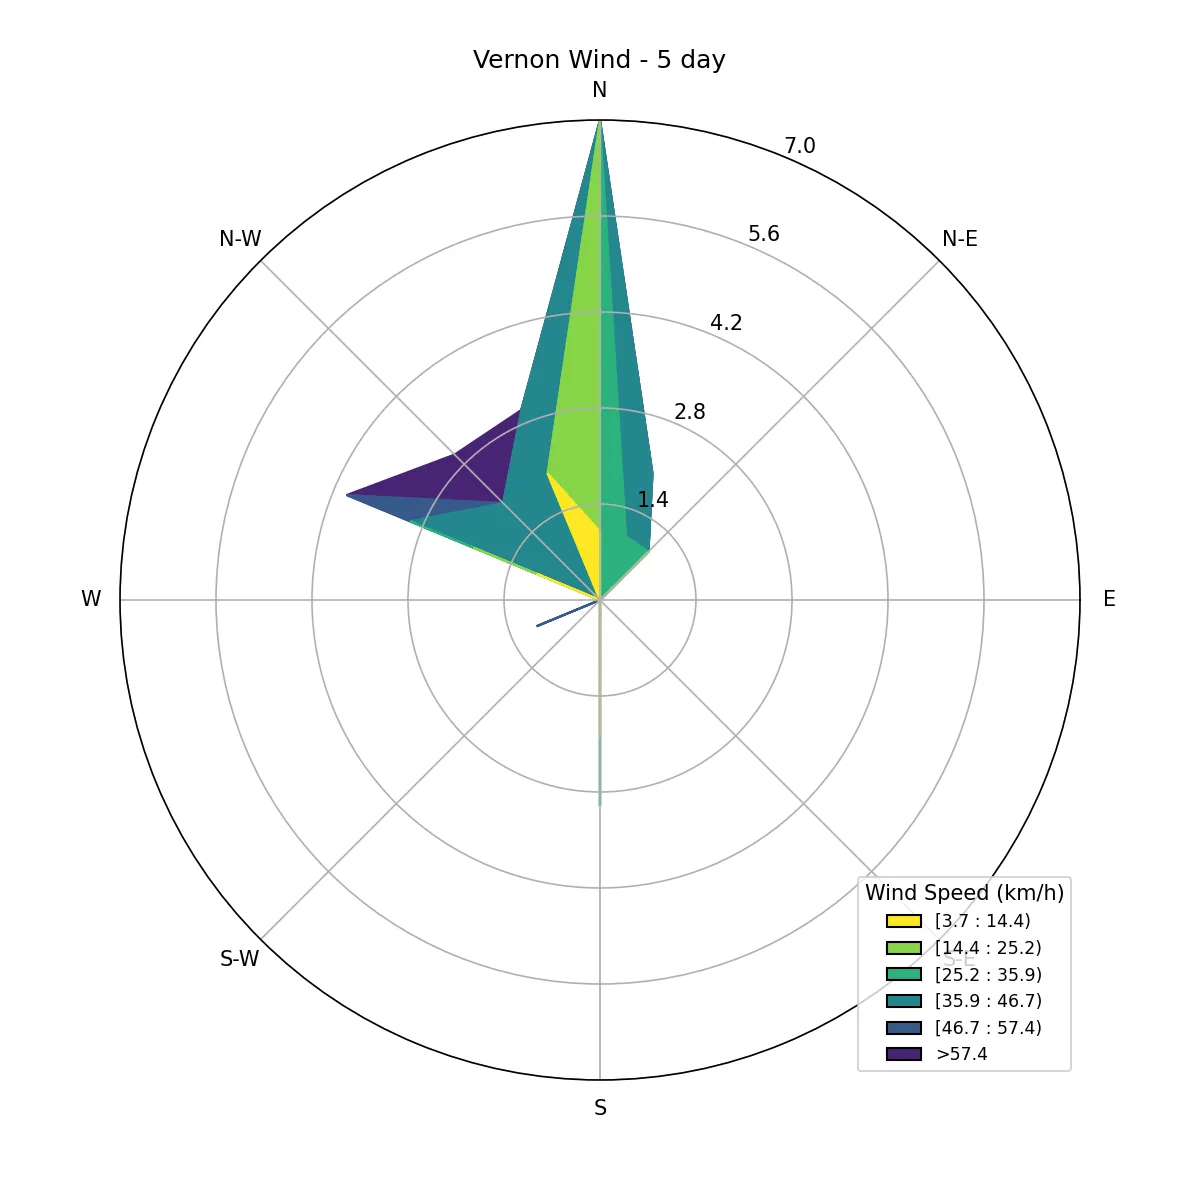 Vernon Wind - 5 day
N
7.0
N-W
5.6
N-E
4.2
2.8
1.4
W
E
Wind Speed (km/h)
[3.7 : 14.4)
[14.4 : 25.2)
S-W
S-E
[25.2 : 35.9)
[35.9 : 46.7)
[46.7 : 57.4)
>57.4
S